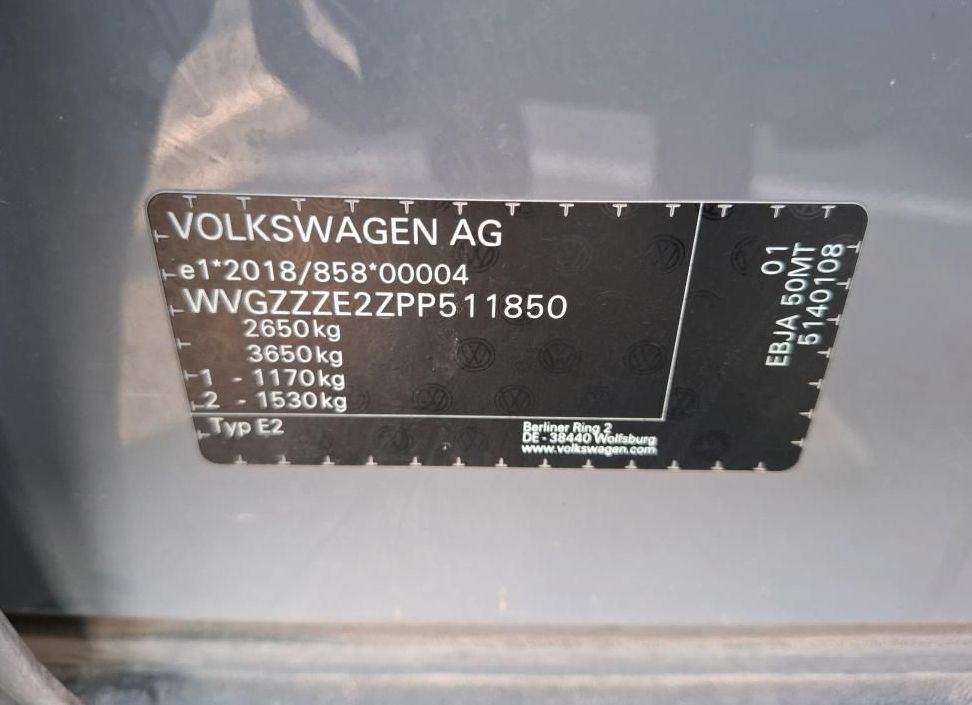 VOLKSWAGEN AG
e1*2018/858*00004
WVGZZZE2ZPP511850
2650kg
3650kg
1 - 1170kg
2 - 1530kg
Typ E2
Berliner Ring 2
DE - 38440 Wolfsburg
www.volkswagen.com
01
EBJA 50MT
5140108